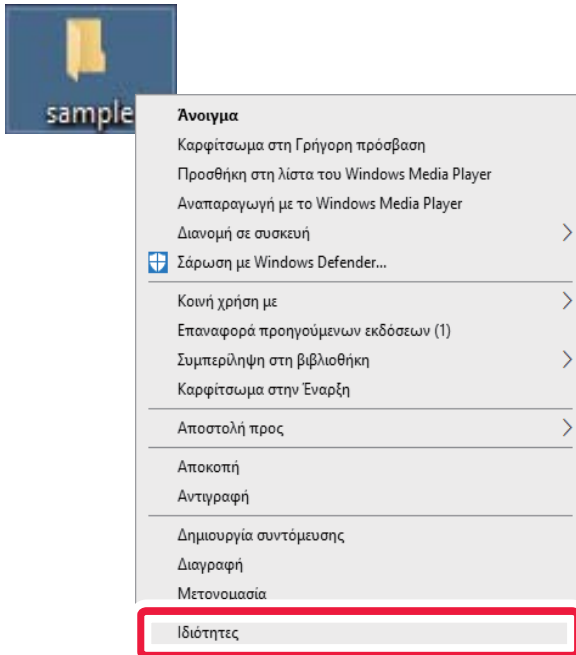 sample
Άνοιγμα
Καρφίτσωμα στη Γρήγορη πρόσβαση
Προσθήκη στη λίστα του Windows Media Player
Αναπαραγωγή με το Windows Media Player
Διανομή σε συσκευή
Σάρωση με Windows Defender...
Κοινή χρήση με
Επαναφορά προηγούμενων εκδόσεων (1)
Συμπερίληψη στη βιβλιοθήκη
Καρφίτσωμα στην Έναρξη
Αποστολή προς
Αποκοπή
Αντιγραφή
Δημιουργία συντόμευσης
Διαγραφή
Μετονομασία
Ιδιότητες